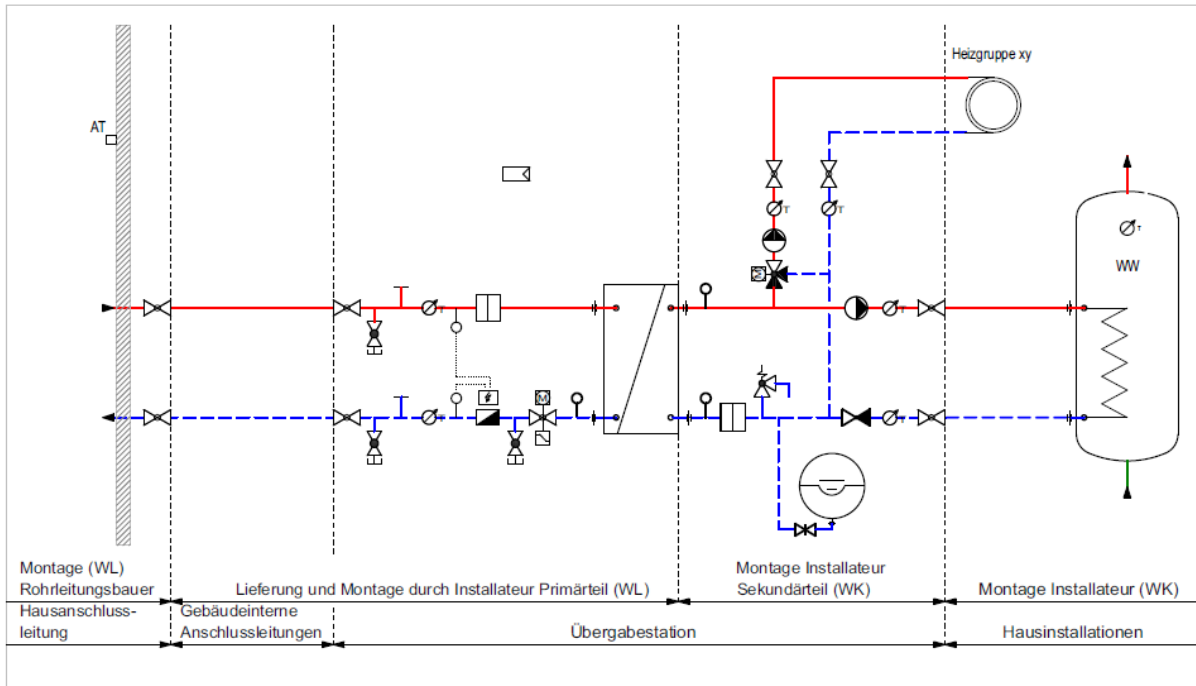 Heizgruppe xy
AT
T
T
T
M
WW
T
T
T
T
M
T
Montage (WL)
Rohrleitungsbauer
Lieferung und Montage durch Installateur Primärteil (WL)
Montage Installateur
Sekundärteil (WK)
Montage Installateur (WK)
Hausanschluss-
leitung
Gebäudeinterne
Anschlussleitungen
Übergabestation
Hausinstallationen